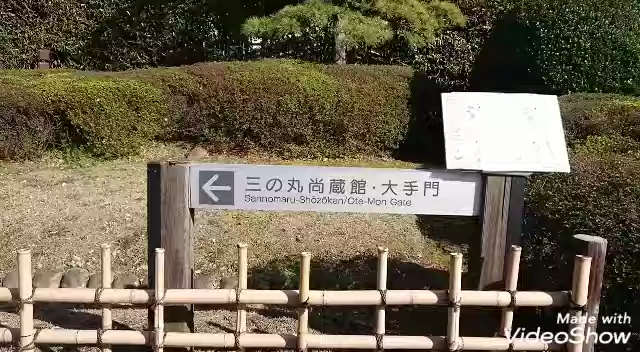 三の丸尚蔵館・大手門
Sannomaru-Shōzōkan/Ote-Mon Gate
Made with
VideoShow